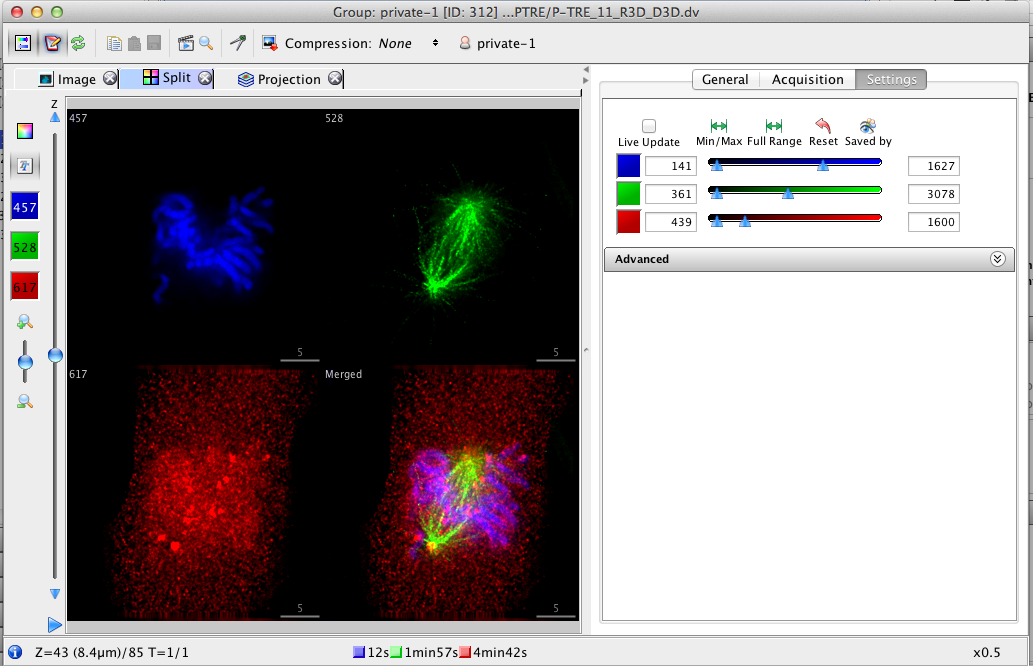 Group: private-1 [ID: 312] ...PTRE/P-TRE_11_R3D_D3D.dv
Compression: None private-1
Image Split Projection
General Acquisition Settings
Z
457 528
Live Update Min/Max Full Range Reset Saved by
141 1627
361 3078
439 1600
Advanced
457
528
617
5 5
617 Merged
5 5
Z=43 (8.4µm)/85 T=1/1 12s 1min57s 4min42s x0.5